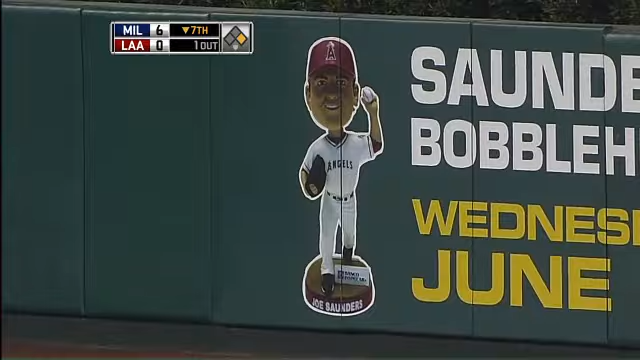 MIL 6 ▼7TH
LAA 0 1 OUT
SAUNDE
BOBBLEH
WEDNES
JUNE
A
ANGELS
JOE SAUNDERS